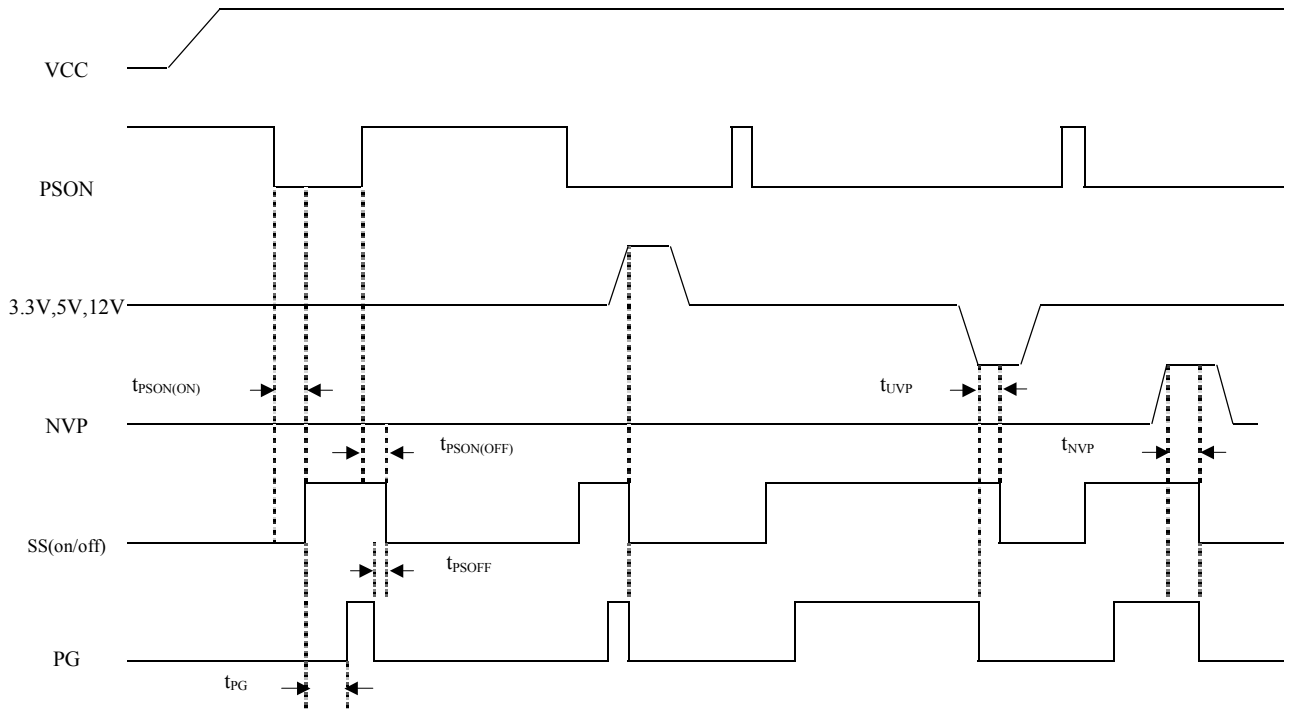 VCC
PSON
3.3V,5V,12V
tPSON(ON)
tUVP
NVP
tPSON(OFF)
tNVP
SS(on/off)
tPSOFF
PG
tPG